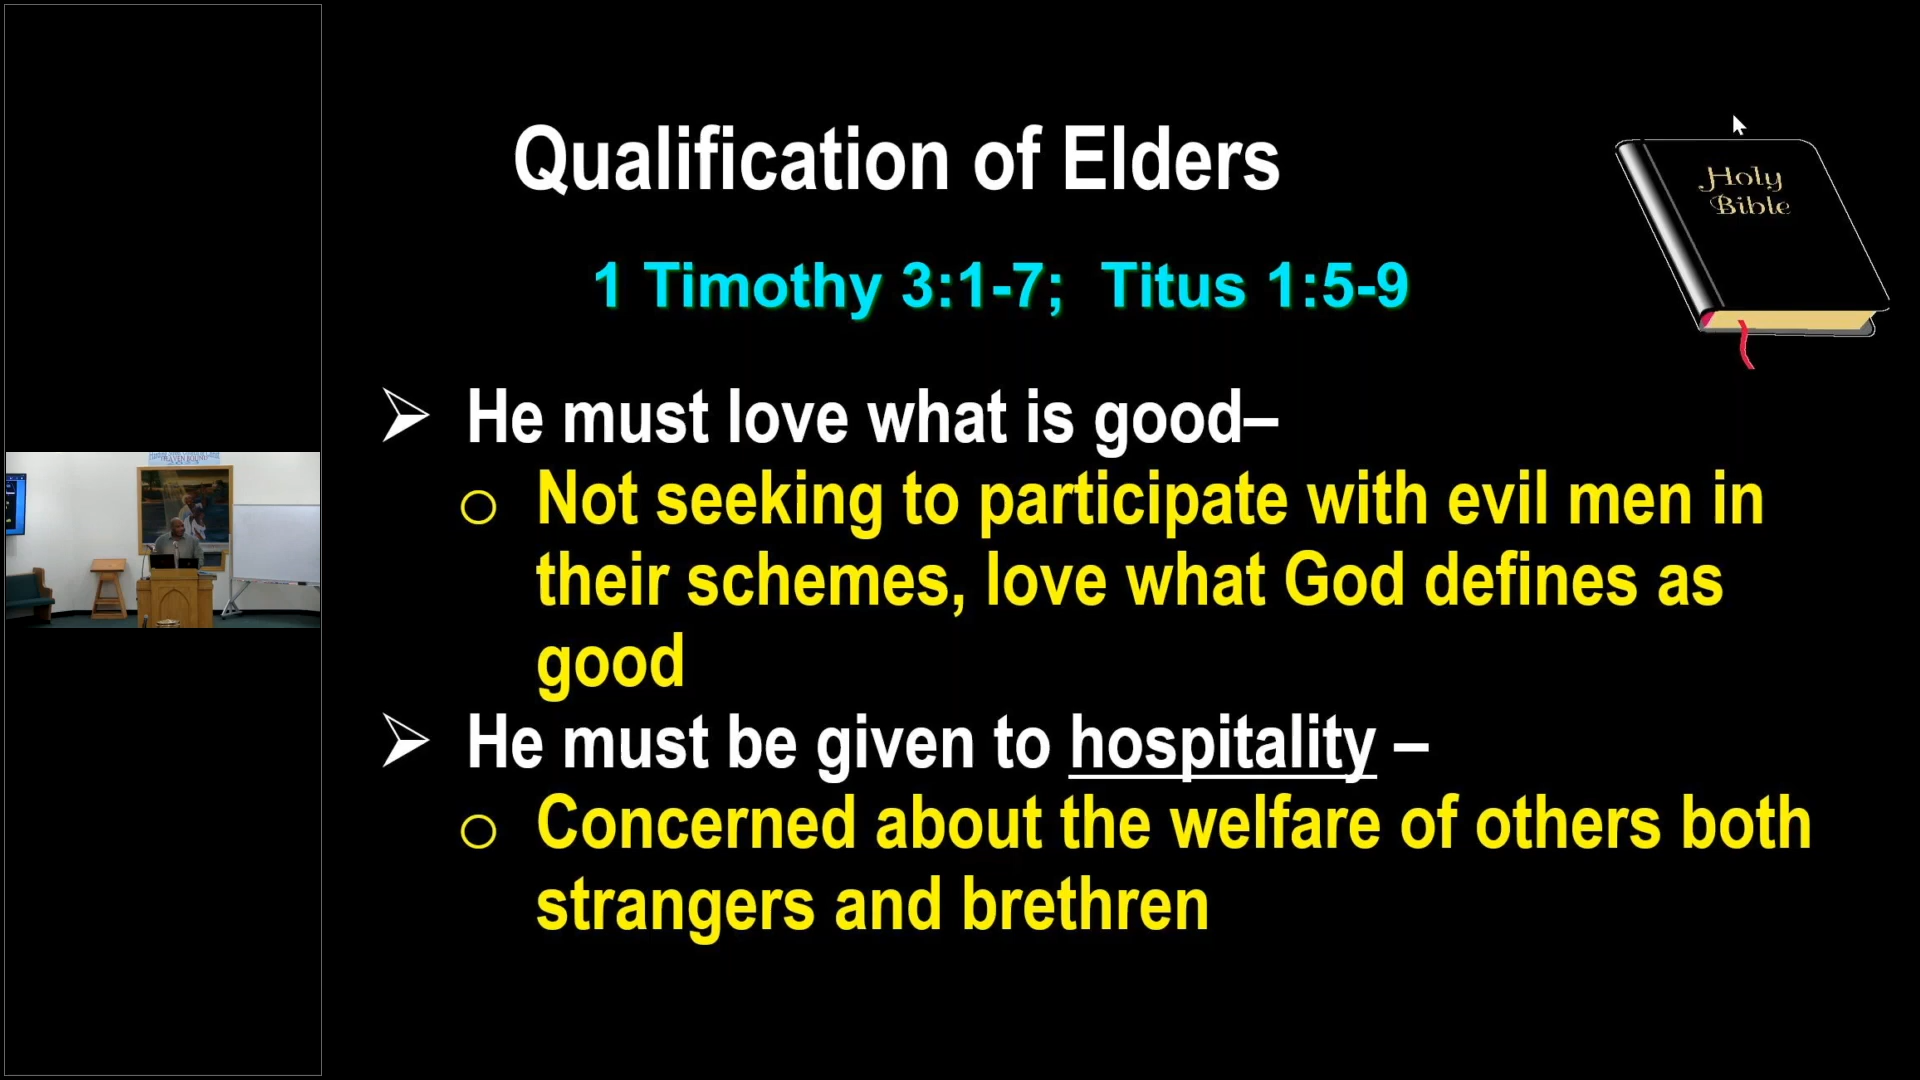 Qualification of Elders
1 Timothy 3:1-7; Titus 1:5-9
Holy
Bible
He must love what is good–
Not seeking to participate with evil men in
their schemes, love what God defines as
good
He must be given to hospitality –
Concerned about the welfare of others both
strangers and brethren